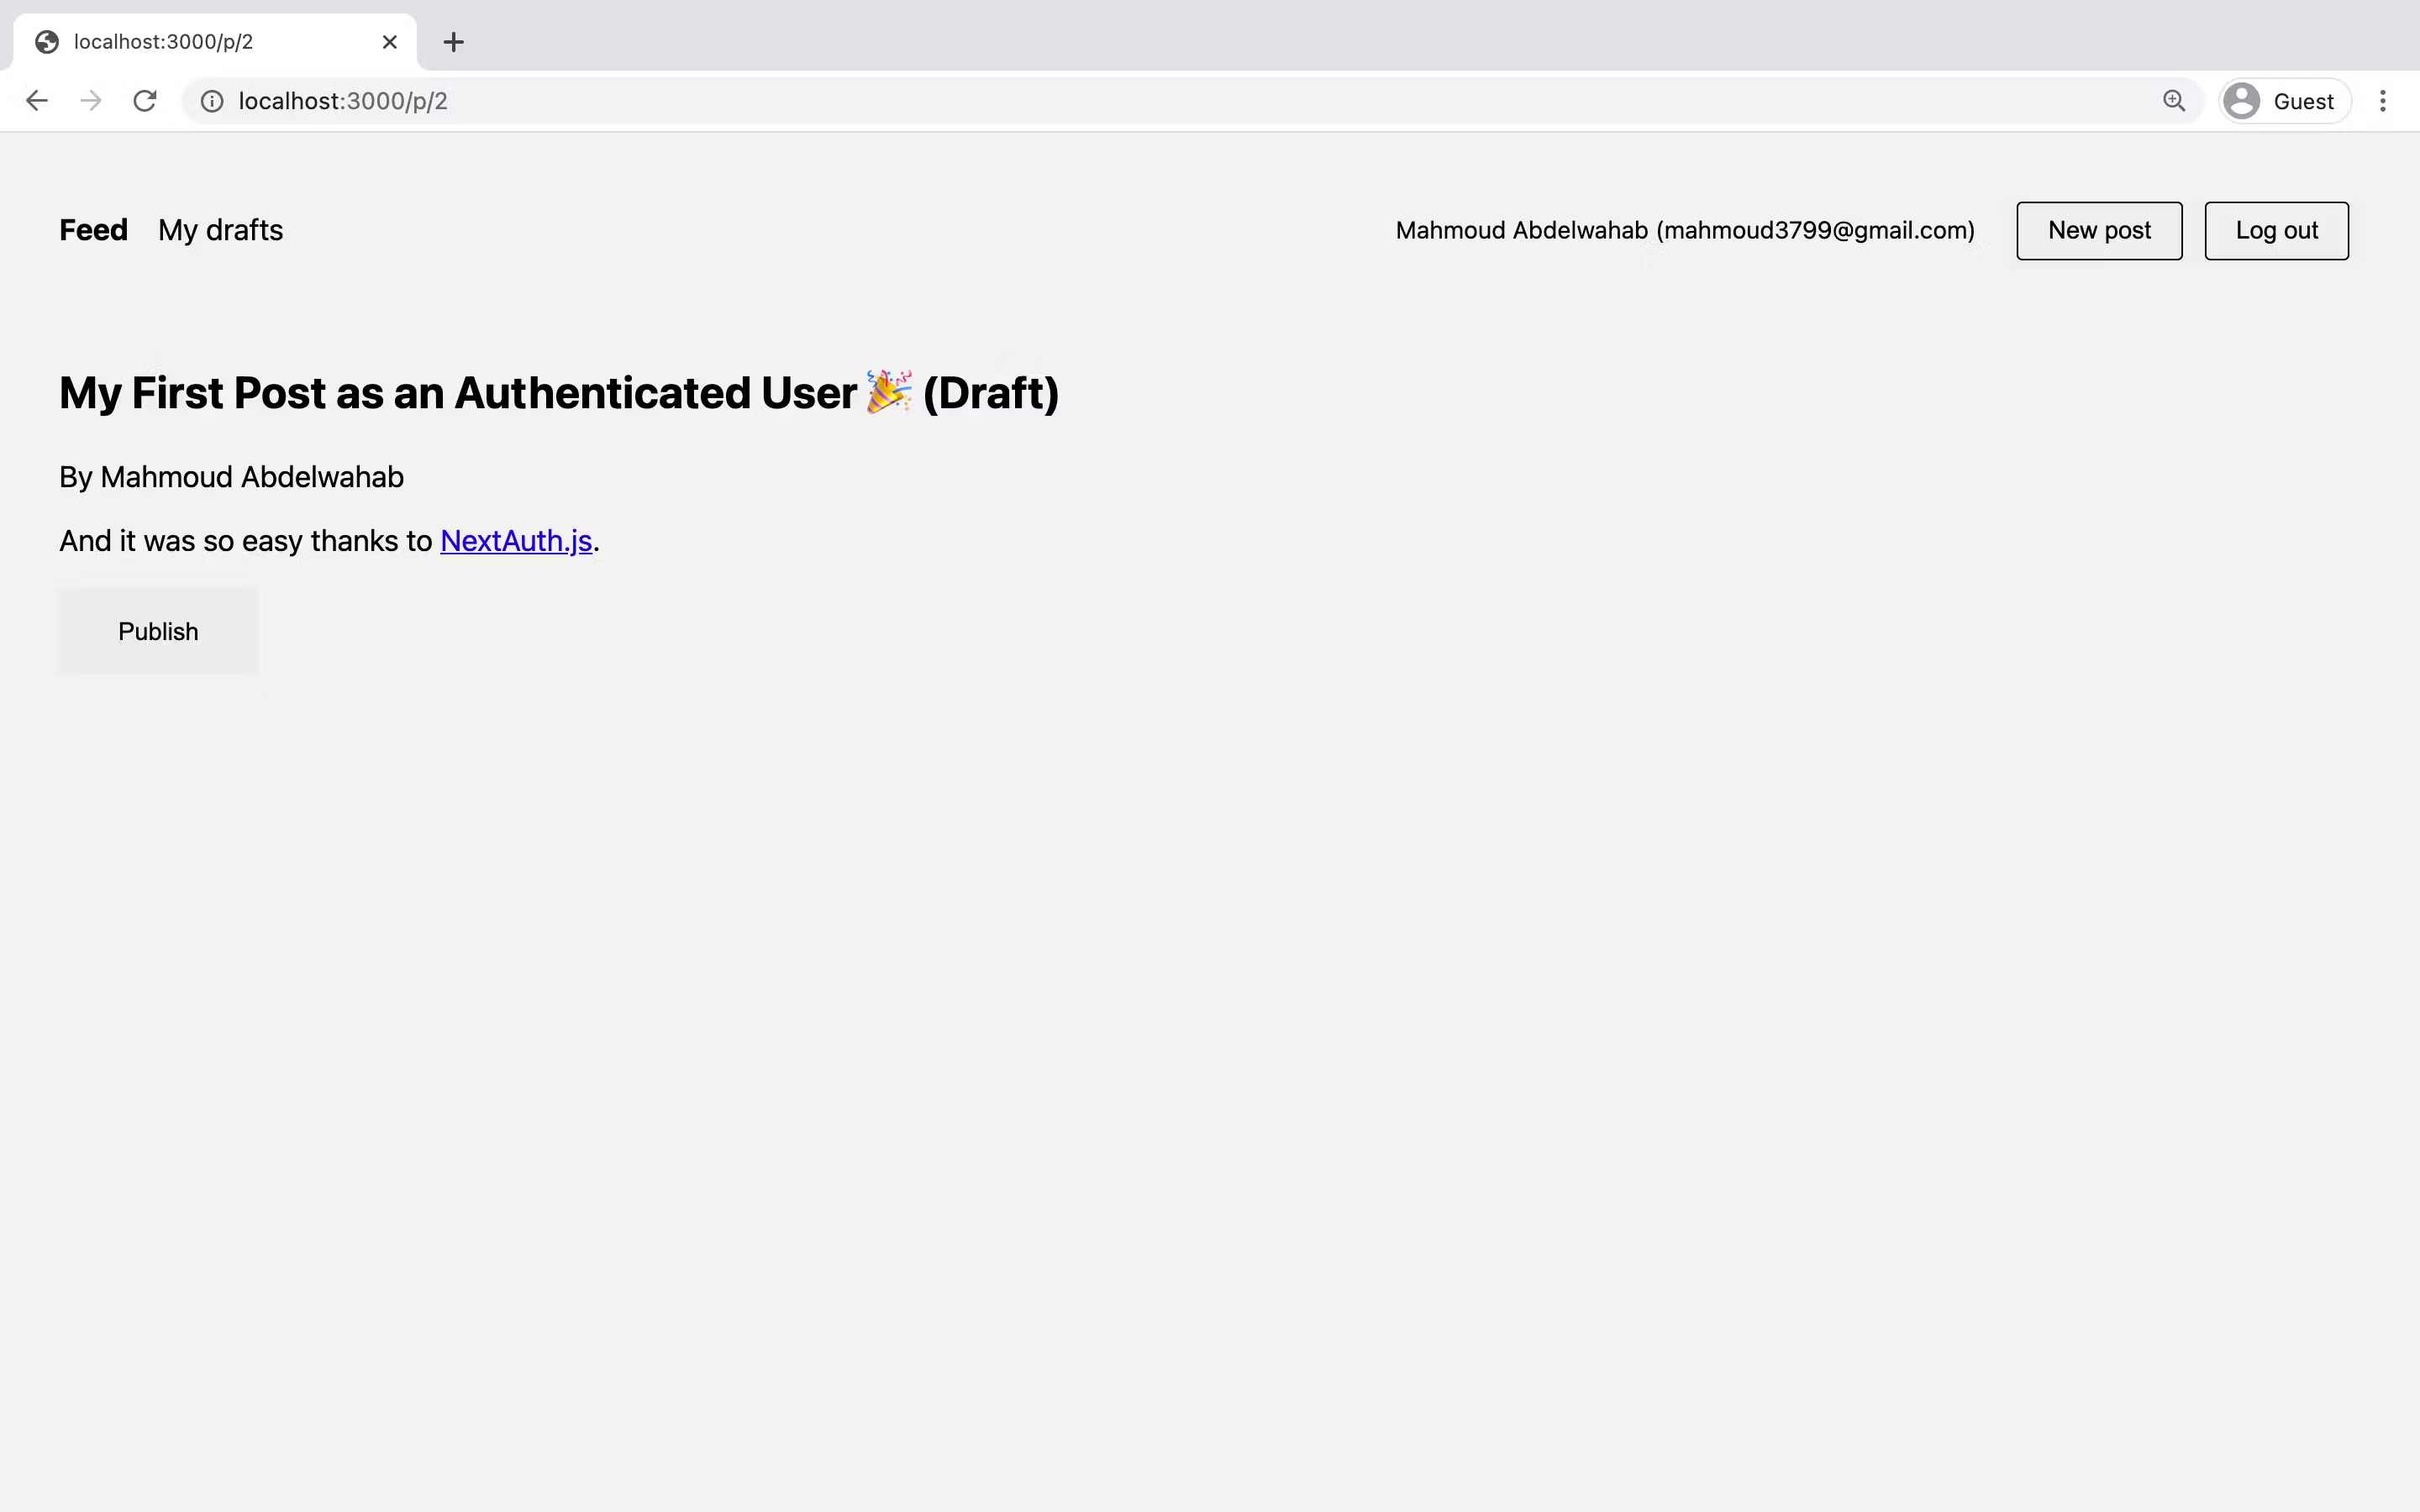 localhost:3000/p/2
localhost:3000/p/2
Guest
Feed My drafts Mahmoud Abdelwahab (mahmoud3799@gmail.com) New post Log out
My First Post as an Authenticated User 🎉 (Draft)
By Mahmoud Abdelwahab
And it was so easy thanks to NextAuth.js.
Publish